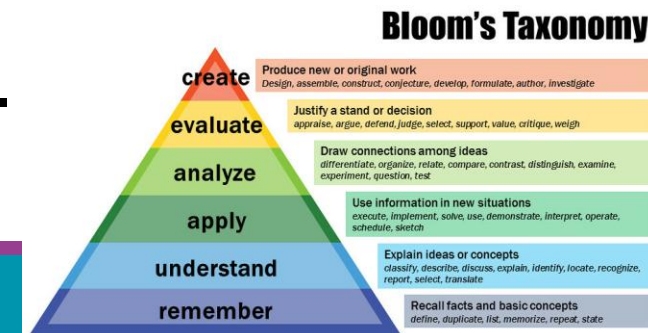 Bloom's Taxonomy
create
Produce new or original work
Design, assemble, construct, conjecture, develop, formulate, author, investigate
evaluate
Justify a stand or decision
appraise, argue, defend, judge, select, support, value, critique, weigh
analyze
Draw connections among ideas
differentiate, organize, relate, compare, contrast, distinguish, examine,
experiment, question, test
apply
Use information in new situations
execute, implement, solve, use, demonstrate, interpret, operate,
schedule, sketch
understand
Explain ideas or concepts
classify, describe, discuss, explain, identify, locate, recognize,
report, select, translate
remember
Recall facts and basic concepts
define, duplicate, list, memorize, repeat, state